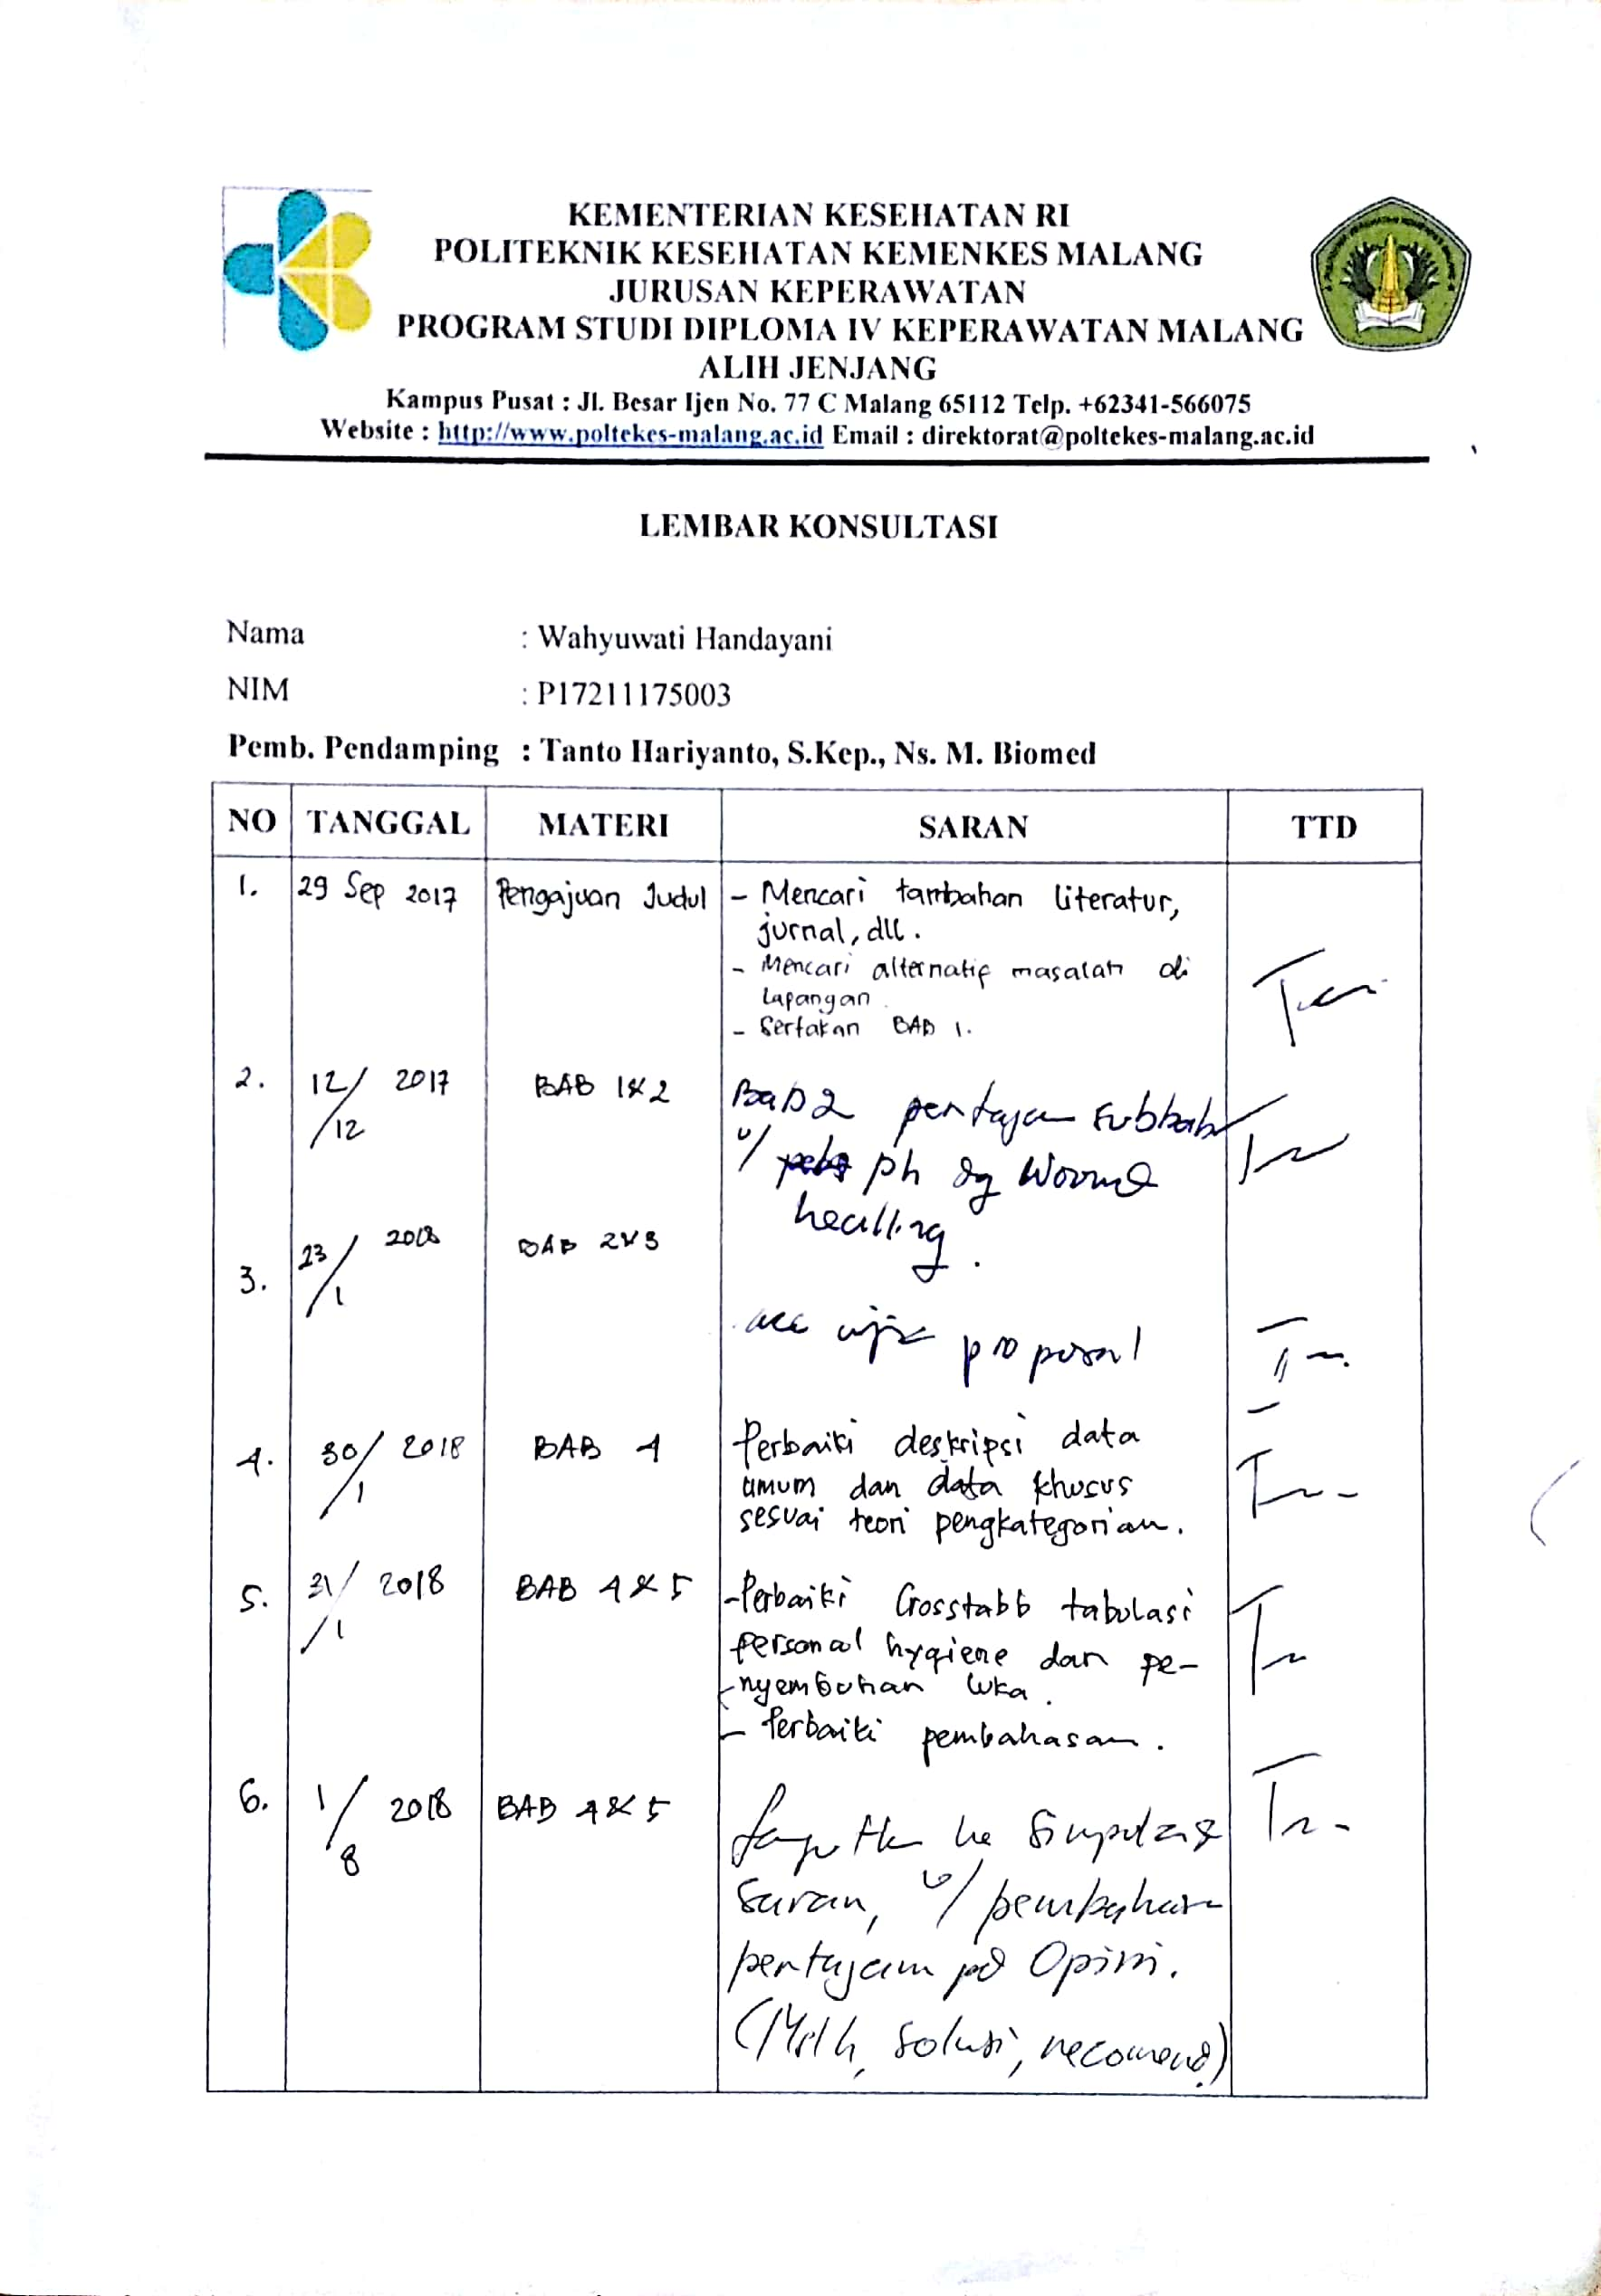 KEMENTERIAN KESEHATAN RI
POLITEKNIK KESEHATAN KEMENKES MALANG
JURUSAN KEPERAWATAN
PROGRAM STUDI DIPLOMA IV KEPERAWATAN MALANG
ALIH JENJANG
Kampus Pusat : Jl. Besar Ijen No. 77 C Malang 65112 Telp. +62341-566075
Website : http://www.poltekes-malang.ac.id Email : direktorat@poltekes-malang.ac.id
LEMBAR KONSULTASI
Nama : Wahyuwati Handayani
NIM : P17211175003
Pemb. Pendamping : Tanto Hariyanto, S.Kep., Ns. M. Biomed
NO TANGGAL MATERI SARAN TTD
1. 29 Sep 2017 Pengajuan Judul - Mencari tambahan literatur,
jurnal, dll.
- Mencari alternatif masalah di
lapangan
- Sertakan BAB 1.
2. 12/12 2017 BAB 1 & 2 Bab 2 pertajam subbab
u/ ph dg Wound
healling.
3. 23/1 2018 BAB 2 & 3
acc ujian proposal
4. 30/1 2018 BAB 4 Perbaiki deskripsi data
umum dan data khusus
sesuai teori pengkategorian.
5. 31/1 2018 BAB 4 & 5 - Perbaiki Crosstabb tabulasi
personal hygiene dan pe-
nyembuhan luka.
- Perbaiki pembahasan.
6. 1/8 2018 BAB 4 & 5 ke
saran, u/ pembahasan
pertajam pd Opini.
solusi, recomend)